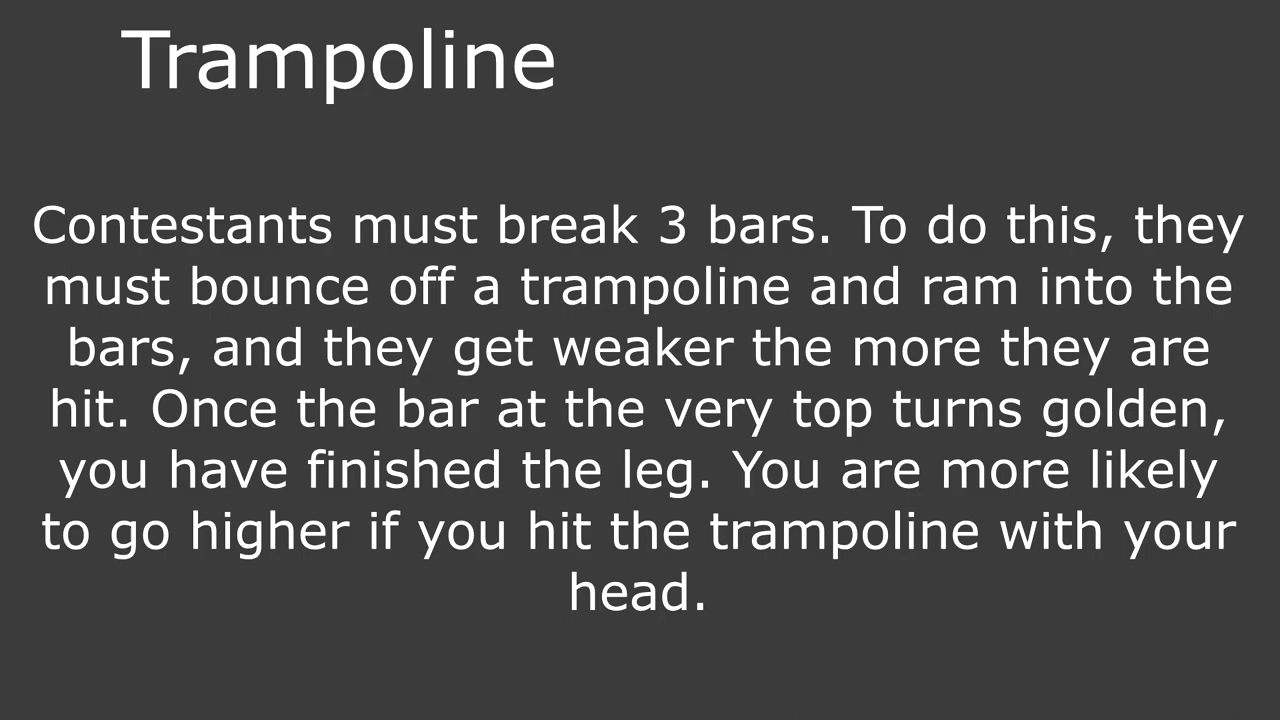 Trampoline
Contestants must break 3 bars. To do this, they
must bounce off a trampoline and ram into the
bars, and they get weaker the more they are
hit. Once the bar at the very top turns golden,
you have finished the leg. You are more likely
to go higher if you hit the trampoline with your
head.